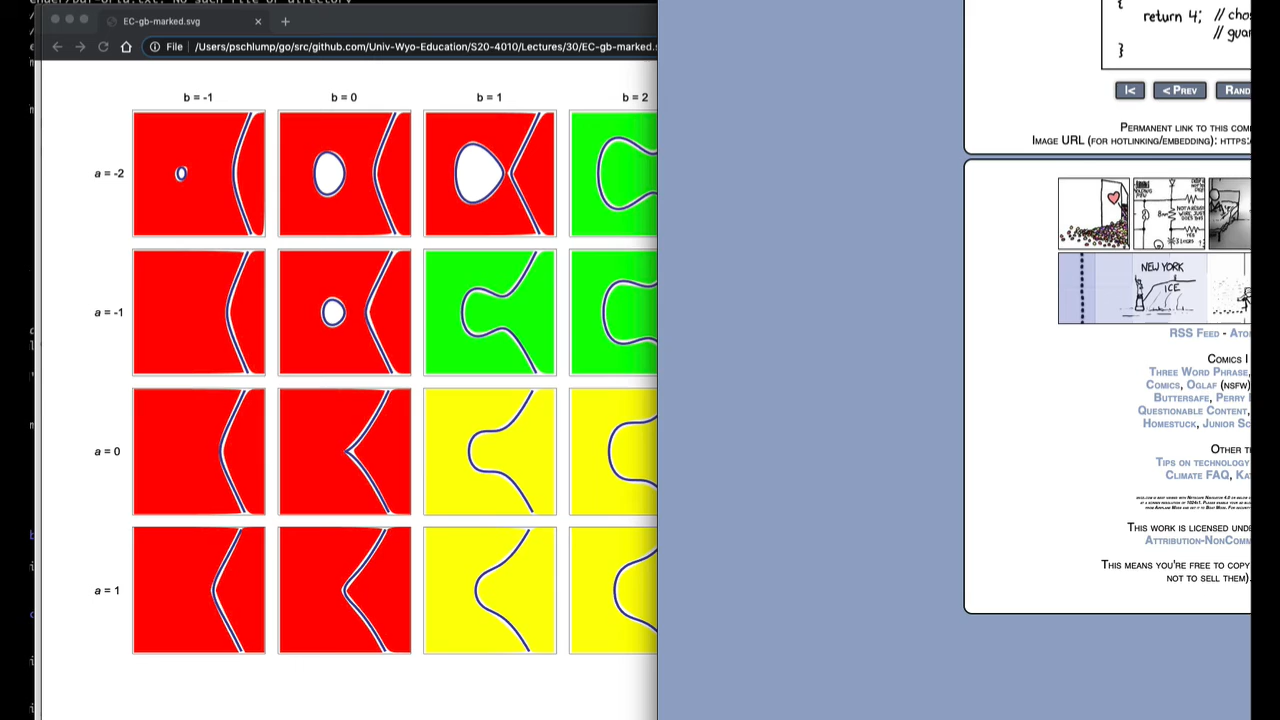 EC-gb-marked.svg
File
/Users/pschlump/go/src/github.com/Univ-Wyo-Education/S20-4010/Lectures/30/EC-gb-marked.s
b = -1
b = 0
b = 1
b = 2
a = -2
a = -1
a = 0
a = 1
{
return 4; // chos
// guar
}
|<
< Prev
Rand
Permanent link to this com
Image URL (for hotlinking/embedding): https:
NEW YORK
ICE
RSS Feed - Ato
Comics I
Three Word Phrase,
Comics, Oglaf (nsfw)
Buttersafe, Perry
Questionable Content,
Homestuck, Junior Sc
Other t
Tips on technology
Climate FAQ, Ka
This work is licensed unde
Attribution-NonComm
This means you're free to copy
not to sell them).